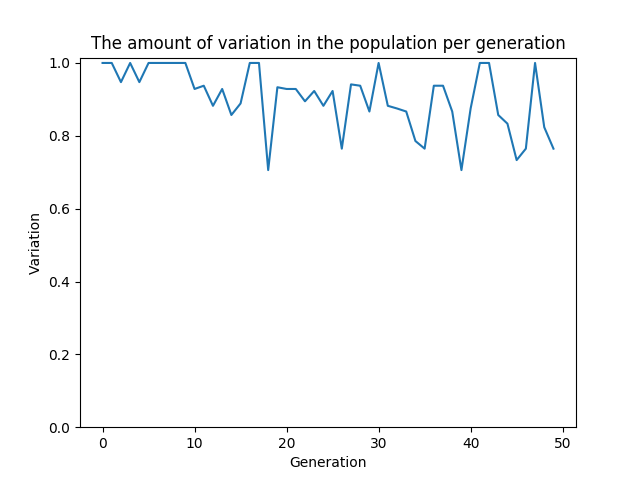 The amount of variation in the population per generation
1.0
0.8
0.6
0.4
0.2
0.0
Variation
0 10 20 30 40 50
Generation